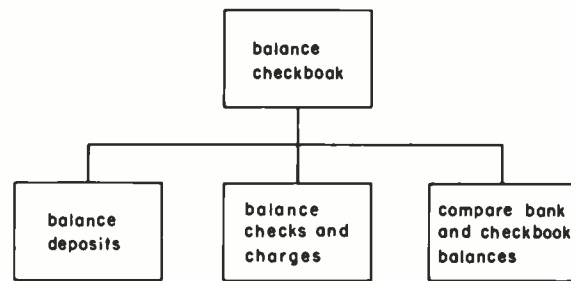 balance
checkbook
balance
deposits
balance
checks and
charges
compare bank
and checkbook
balances